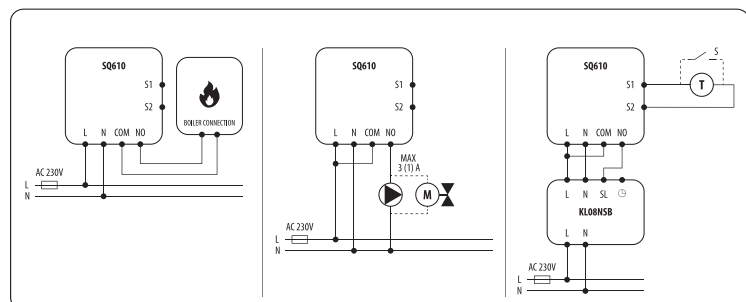 SQ610
S1
S2
L N COM NO
BOILER CONNECTION
AC 230V
L
N
SQ610
S1
S2
L N COM NO
MAX
3 (1) A
M
AC 230V
L
N
SQ610
S1
S2
L N COM NO
S
T
L N SL
KL08NSB
L N
AC 230V
L
N